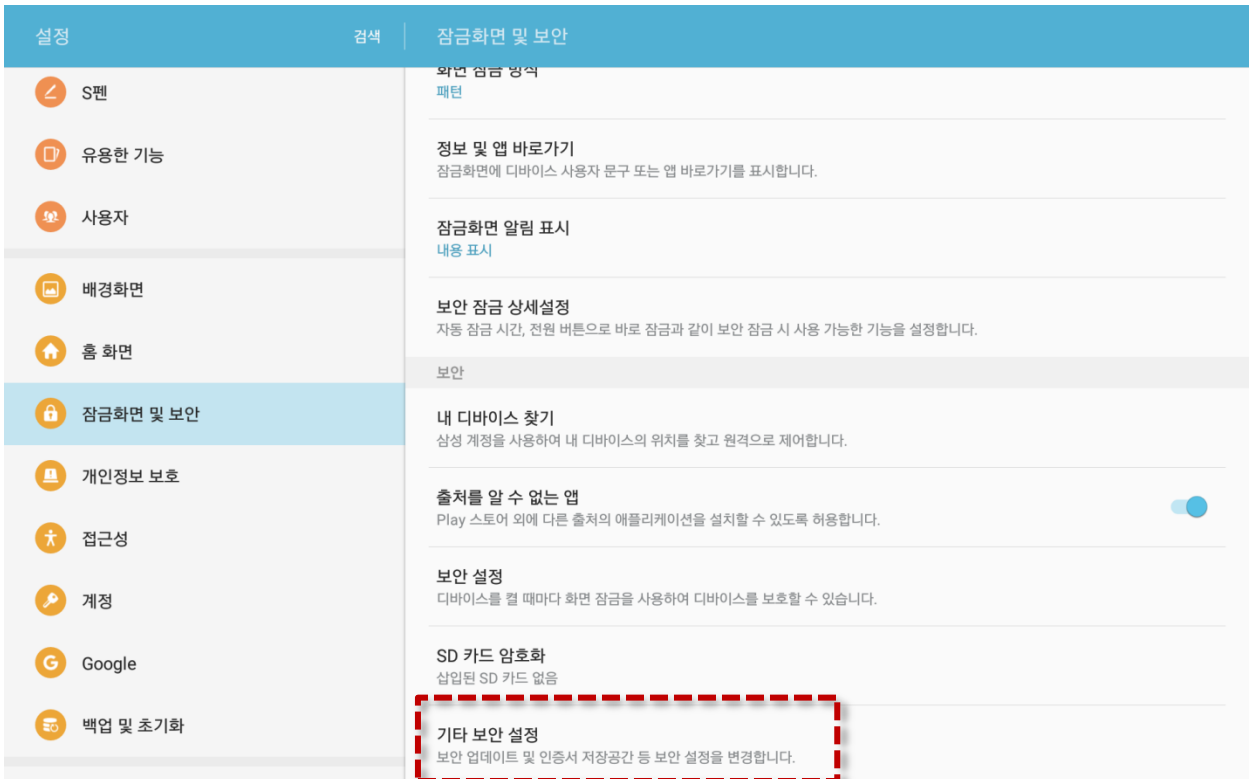 설정
검색
잠금화면 및 보안
S펜
유용한 기능
사용자
배경화면
홈 화면
잠금화면 및 보안
개인정보 보호
접근성
계정
Google
백업 및 초기화
화면 잠금 방식
패턴
정보 및 앱 바로가기
잠금화면에 디바이스 사용자 문구 또는 앱 바로가기를 표시합니다.
잠금화면 알림 표시
내용 표시
보안 잠금 상세설정
자동 잠금 시간, 전원 버튼으로 바로 잠금과 같이 보안 잠금 시 사용 가능한 기능을 설정합니다.
보안
내 디바이스 찾기
삼성 계정을 사용하여 내 디바이스의 위치를 찾고 원격으로 제어합니다.
출처를 알 수 없는 앱
Play 스토어 외에 다른 출처의 애플리케이션을 설치할 수 있도록 허용합니다.
보안 설정
디바이스를 켤 때마다 화면 잠금을 사용하여 디바이스를 보호할 수 있습니다.
SD 카드 암호화
삽입된 SD 카드 없음
기타 보안 설정
보안 업데이트 및 인증서 저장공간 등 보안 설정을 변경합니다.